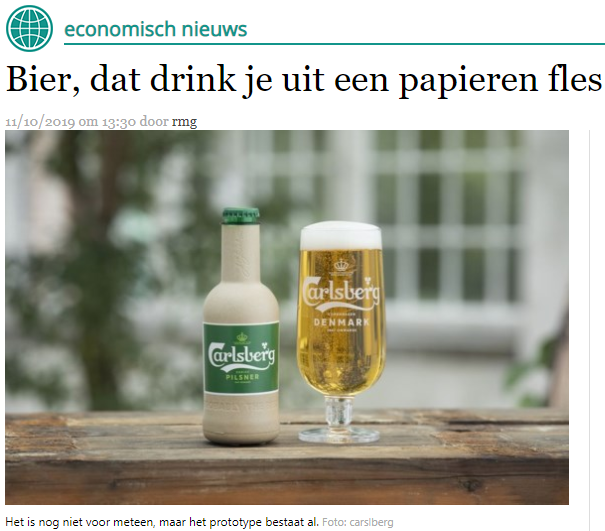 economisch nieuws
Bier, dat drink je uit een papieren fles
11/10/2019 om 13:30 door rmg
Carlsberg
PILSNER
Carlsberg
DENMARK
Het is nog niet voor meteen, maar het prototype bestaat al. Foto: carslberg